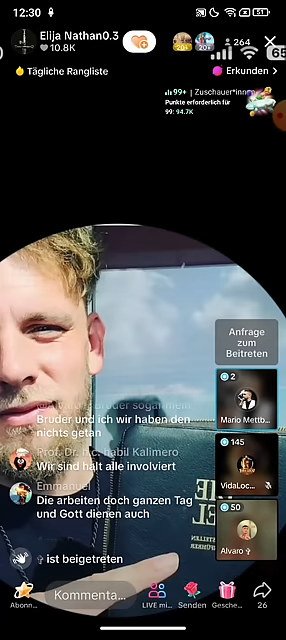 12:30
51
Elija Nathan0.3
10.8K
20+
20+
264
65
Tägliche Rangliste
Erkunden >
99+ | Zuschauer*innen
Punkte erforderlich für
99: 94.7K
Anfrage
zum
Beitreten
2
Mario Mettb...
145
VidaLoc...
50
Alvaro ✞
Bruder und ich wir haben den
nichts getan
Prof. Dr. n.c. habil Kalimero
Wir sind halt alle involviert
Emmanuel
Die arbeiten doch ganzen Tag
und Gott dienen auch
✞ ist beigetreten
Kommenta...
Abonn...
LIVE mi...
Senden
Gesche...
26